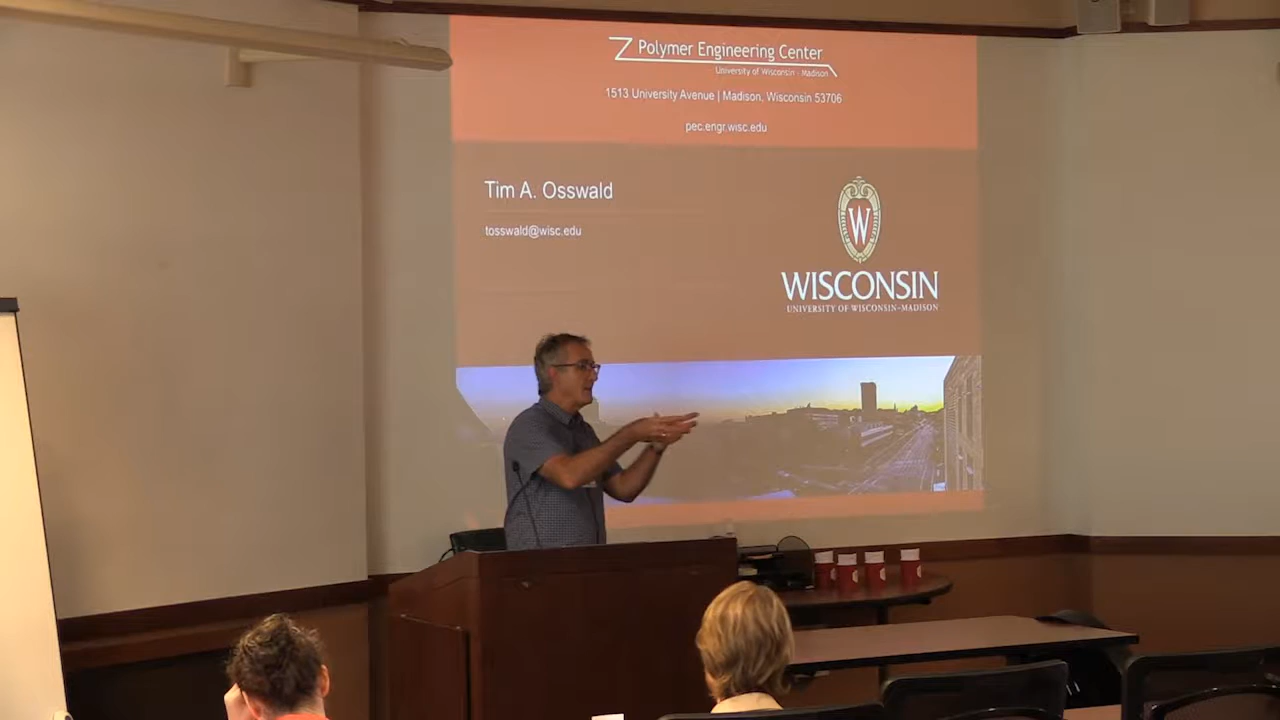 Polymer Engineering Center
University of Wisconsin - Madison
1513 University Avenue | Madison, Wisconsin 53706
pec.engr.wisc.edu
Tim A. Osswald
tosswald@wisc.edu
W
WISCONSIN
UNIVERSITY OF WISCONSIN–MADISON